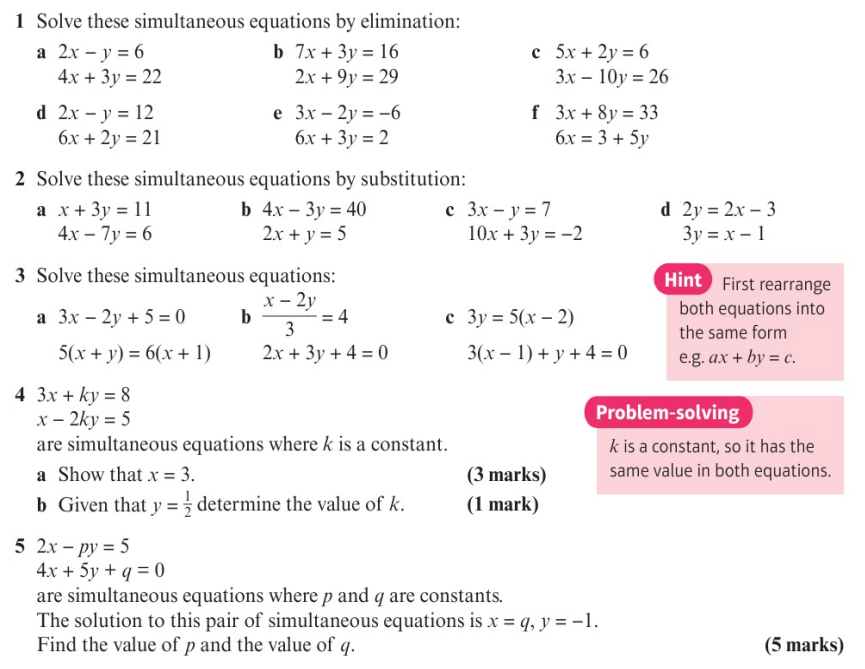 1 Solve these simultaneous equations by elimination:
a 2x − y = 6
4x + 3y = 22
b 7x + 3y = 16
2x + 9y = 29
c 5x + 2y = 6
3x − 10y = 26
d 2x − y = 12
6x + 2y = 21
e 3x − 2y = −6
6x + 3y = 2
f 3x + 8y = 33
6x = 3 + 5y
2 Solve these simultaneous equations by substitution:
a x + 3y = 11
4x − 7y = 6
b 4x − 3y = 40
2x + y = 5
c 3x − y = 7
10x + 3y = −2
d 2y = 2x − 3
3y = x − 1
3 Solve these simultaneous equations:
a 3x − 2y + 5 = 0
5(x + y) = 6(x + 1)
b (x − 2y)/3 = 4
2x + 3y + 4 = 0
c 3y = 5(x − 2)
3(x − 1) + y + 4 = 0
Hint First rearrange
both equations into
the same form
e.g. ax + by = c.
4 3x + ky = 8
x − 2ky = 5
are simultaneous equations where k is a constant.
a Show that x = 3. (3 marks)
b Given that y = 1/2 determine the value of k. (1 mark)
Problem-solving
k is a constant, so it has the
same value in both equations.
5 2x − py = 5
4x + 5y + q = 0
are simultaneous equations where p and q are constants.
The solution to this pair of simultaneous equations is x = q, y = −1.
Find the value of p and the value of q. (5 marks)